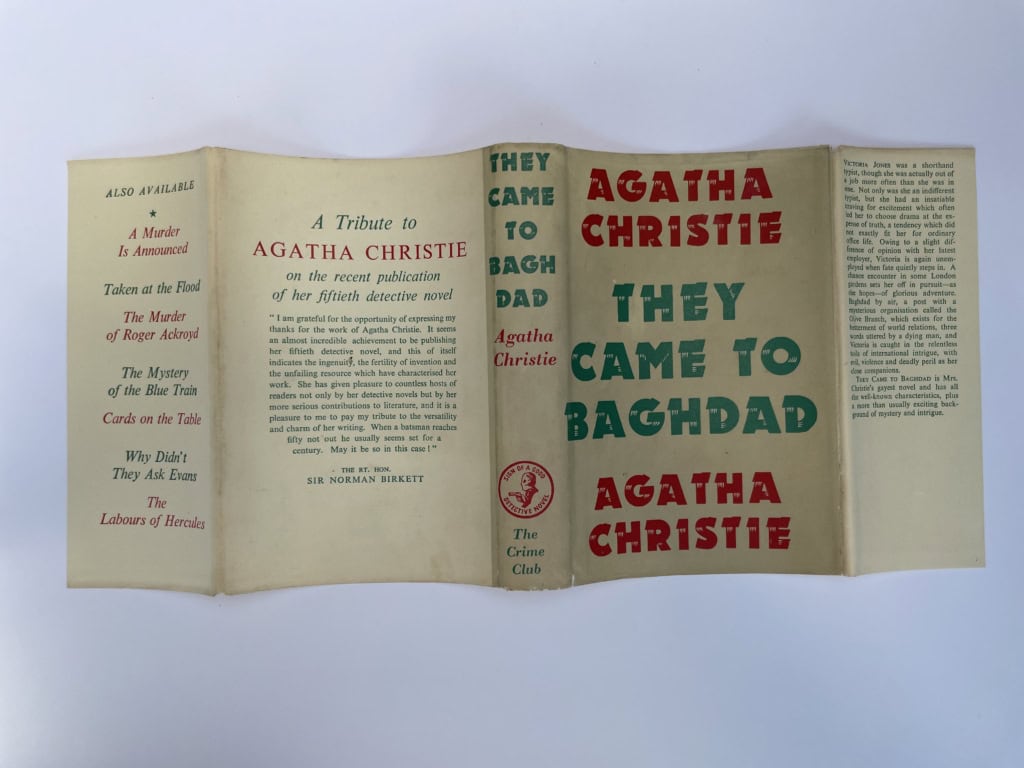 ALSO AVAILABLE
★
A Murder
Is Announced
Taken at the Flood
The Murder
of Roger Ackroyd
The Mystery
of the Blue Train
Cards on the Table
Why Didn't
They Ask Evans
The
Labours of Hercules
A Tribute to
AGATHA CHRISTIE
on the recent publication
of her fiftieth detective novel
"I am grateful for the opportunity of expressing my
thanks for the work of Agatha Christie. It seems
an almost incredible achievement to be publishing
her fiftieth detective novel, and this of itself
indicates the ingenuity, the fertility of invention and
the unfailing resource which have characterised her
work. She has given pleasure to countless hosts of
readers not only by her detective novels but by her
more serious contributions to literature, and it is a
pleasure to me to pay my tribute to the versatility
and charm of her writing. When a batsman reaches
fifty not out he usually seems set for a
century. May it be so in this case!"
- THE RT. HON.
SIR NORMAN BIRKETT
THEY
CAME
TO
BAGH
DAD
Agatha
Christie
SIGN OF A GOOD
DETECTIVE NOVEL
The
Crime
Club
AGATHA
CHRISTIE
THEY
CAME TO
BAGHDAD
AGATHA
CHRISTIE
VICTORIA JONES was a shorthand
typist, though she was actually out of
a job more often than she was in
one. Not only was she an indifferent
typist, but she had an insatiable
craving for excitement which often
led her to choose drama at the ex-
pense of truth, a tendency which did
not exactly fit her for ordinary
office life. Owing to a slight dif-
ference of opinion with her latest
employer, Victoria is again unem-
ployed when fate quietly steps in. A
chance encounter in some London
gardens sets her off in pursuit—as
she hopes—of glorious adventure.
Baghdad by air, a post with a
mysterious organisation called the
Olive Branch, which exists for the
betterment of world relations, three
words uttered by a dying man, and
Victoria is caught in the relentless
coils of international intrigue, with
evil, violence and deadly peril as her
close companions.
THEY CAME TO BAGHDAD is Mrs.
Christie's gayest novel and has all
the well-known characteristics, plus
a more than usually exciting back-
ground of mystery and intrigue.